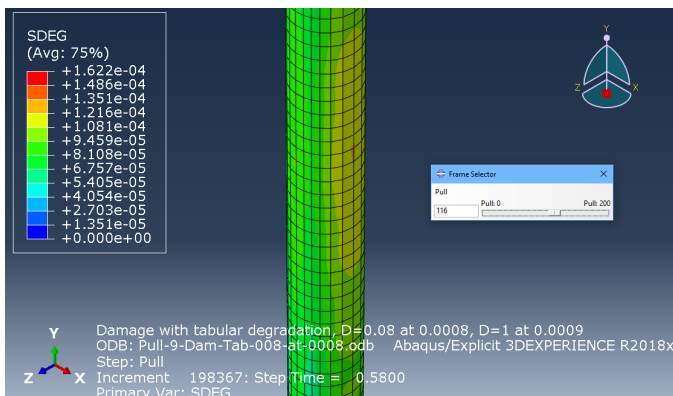 SDEG
(Avg: 75%)
+1.622e-04
+1.486e-04
+1.351e-04
+1.216e-04
+1.081e-04
+9.459e-05
+8.108e-05
+6.757e-05
+5.405e-05
+4.054e-05
+2.703e-05
+1.351e-05
+0.000e+00
Y
Z X
Frame Selector
Pull
Pull: 0 Pull: 200
116
Y
Z X
Damage with tabular degradation, D=0.08 at 0.0008, D=1 at 0.0009
ODB: Pull-9-Dam-Tab-008-at-0008.odb Abaqus/Explicit 3DEXPERIENCE R2018x
Step: Pull
Increment 198367: Step Time = 0.5800
Primary Var: SDEG